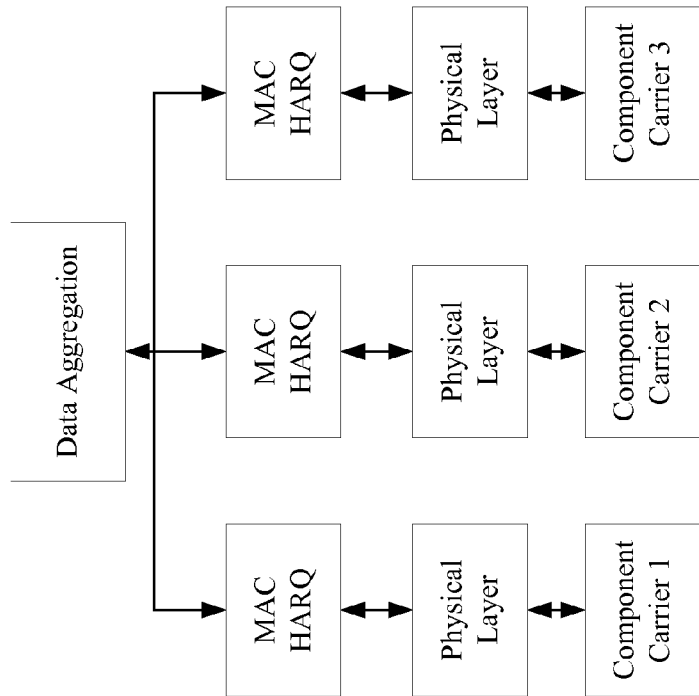 Data Aggregation
MAC
HARQ
MAC
HARQ
MAC
HARQ
Physical
Layer
Physical
Layer
Physical
Layer
Component
Carrier 1
Component
Carrier 2
Component
Carrier 3